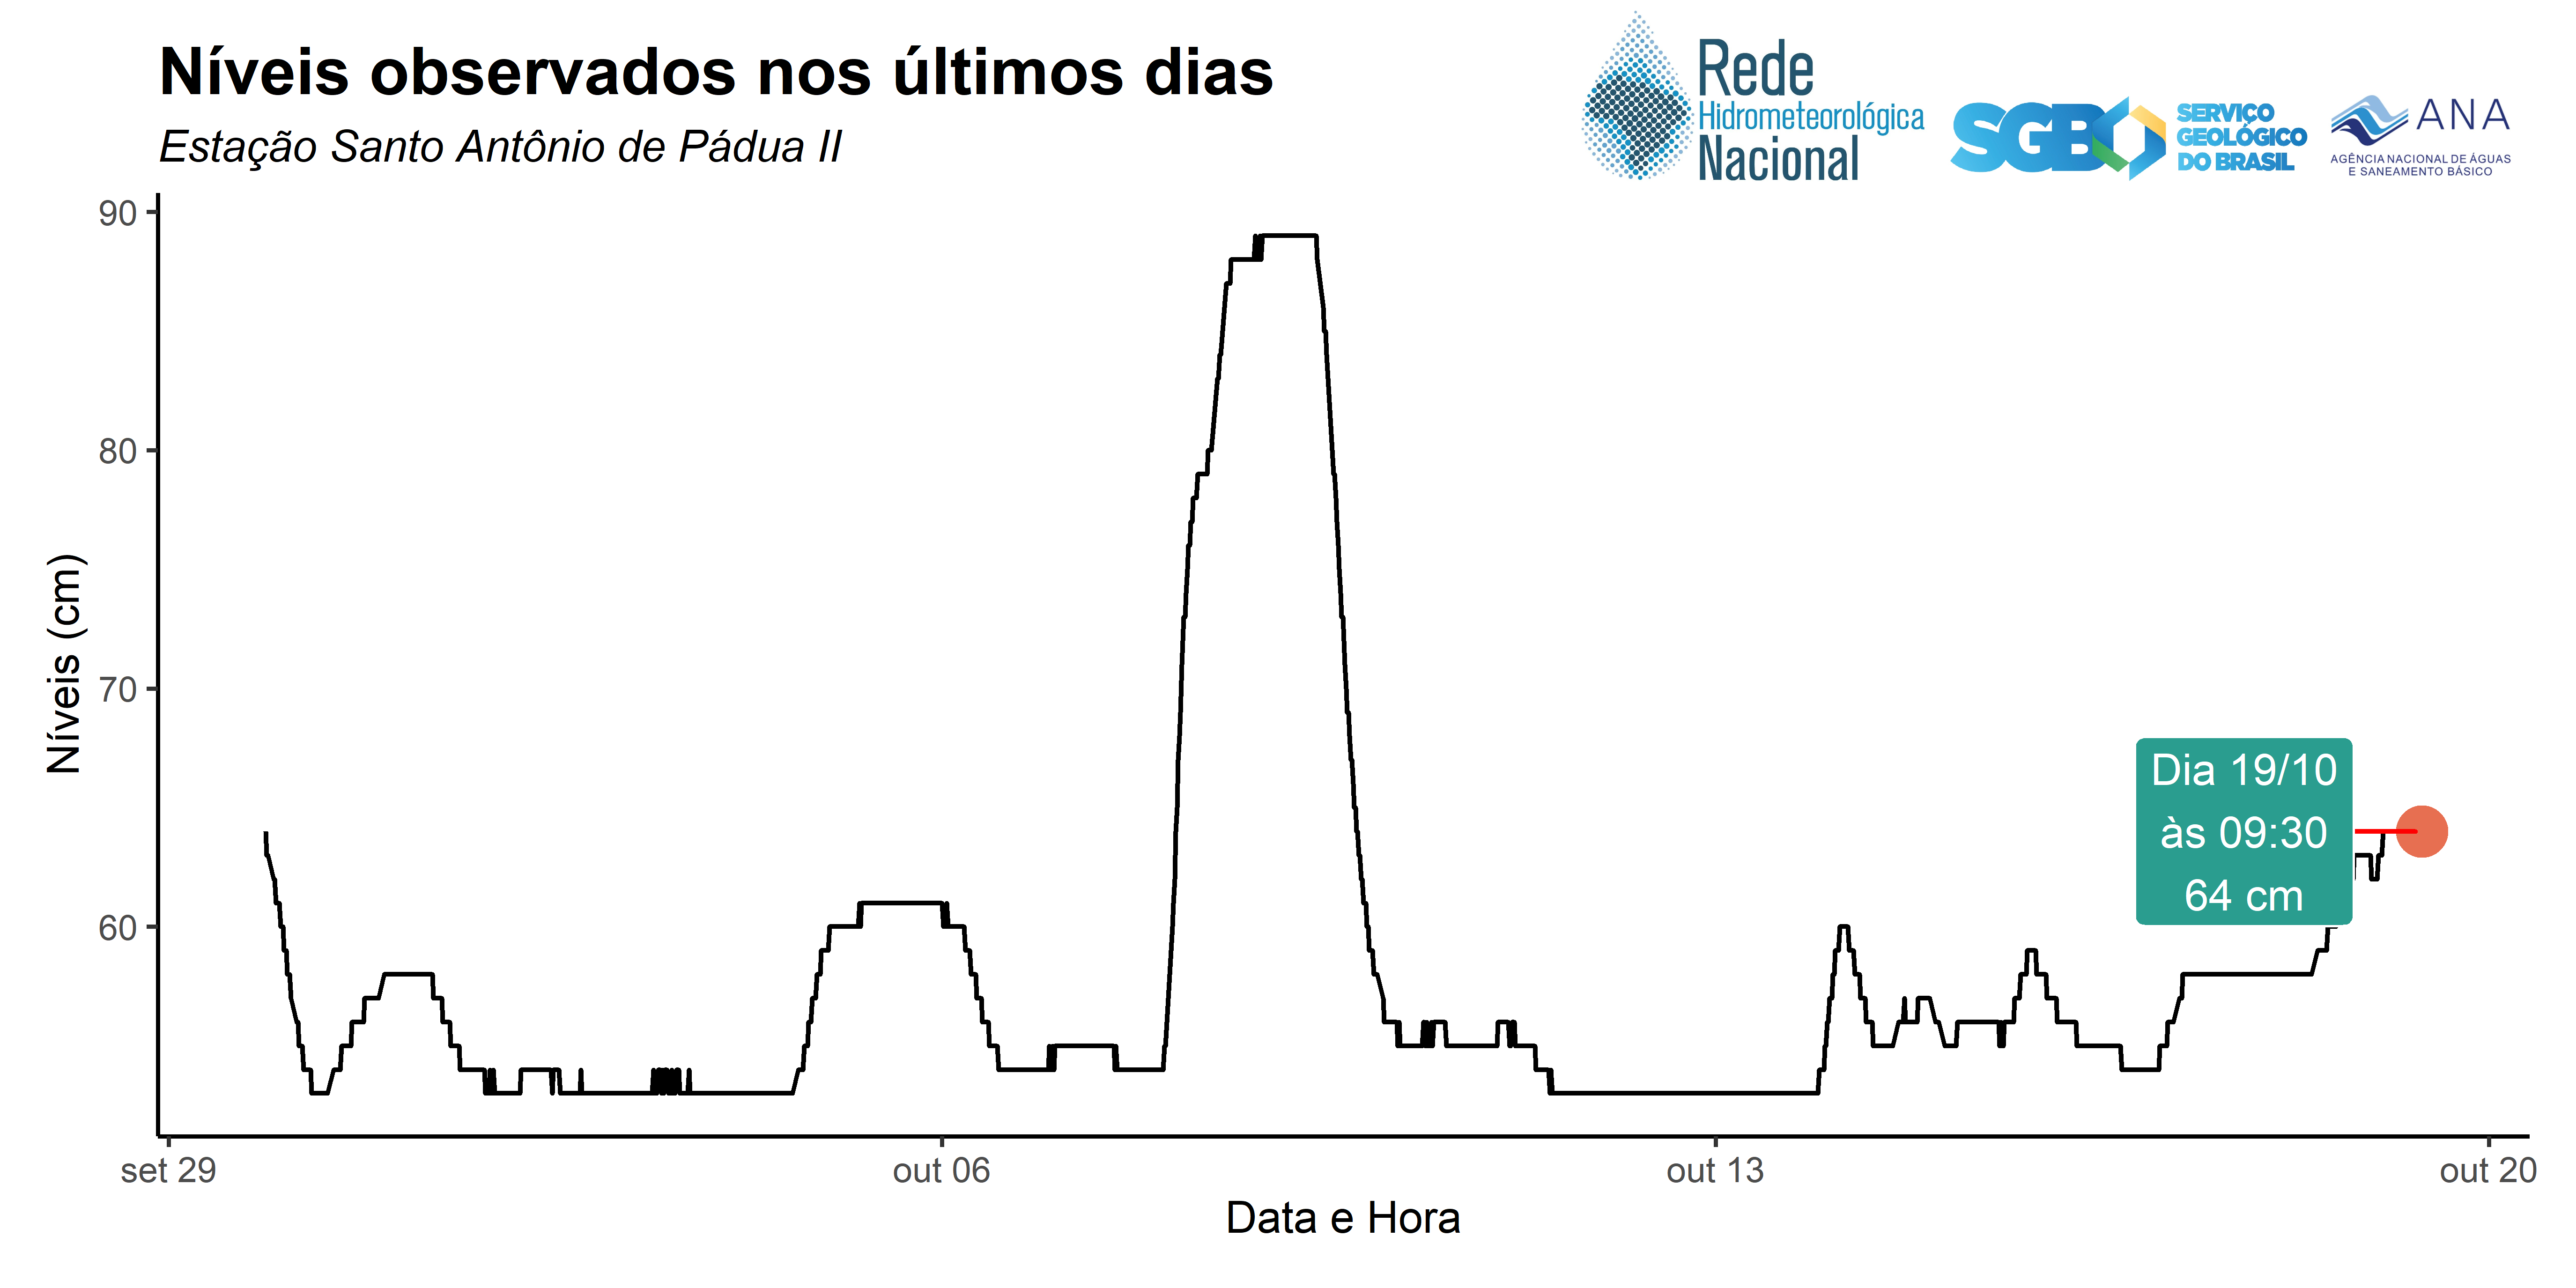 Níveis observados nos últimos dias
Estação Santo Antônio de Pádua II
Rede
Hidrometeorológica
Nacional
SGB
SERVIÇO
GEOLÓGICO
DO BRASIL
ANA
AGÊNCIA NACIONAL DE ÁGUAS
E SANEAMENTO BÁSICO
Níveis (cm)
90
80
70
60
Dia 19/10
às 09:30
64 cm
set 29
out 06
out 13
out 20
Data e Hora